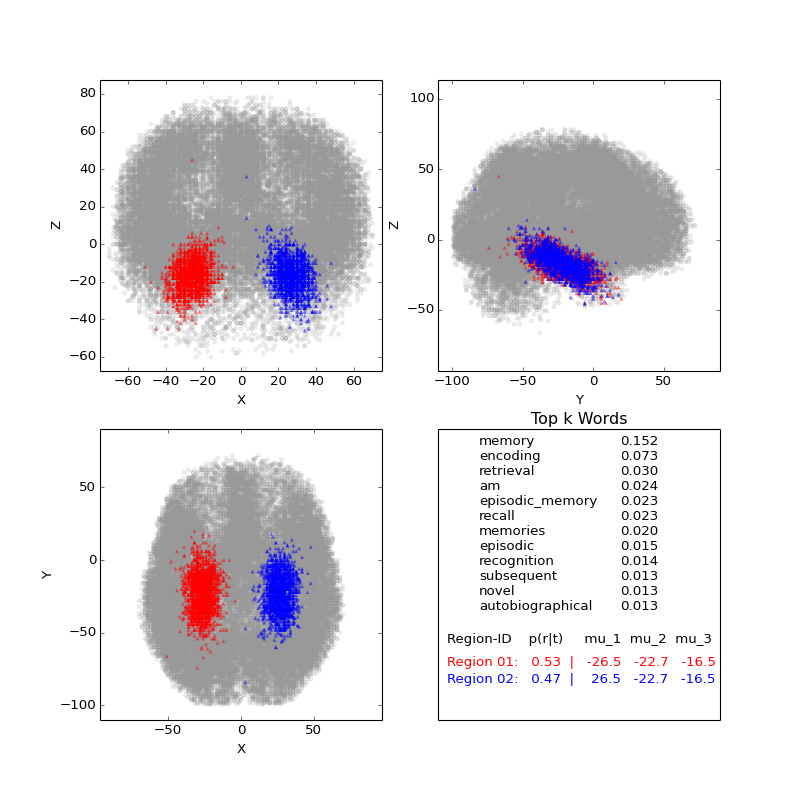 80
60
40
20
0
−20
−40
−60
Z
−60 −40 −20 0 20 40 60
X
100
50
0
−50
Z
−100 −50 0 50
Y
50
0
−50
−100
Y
−50 0 50
X
Top k Words
memory 0.152
encoding 0.073
retrieval 0.030
am 0.024
episodic_memory 0.023
recall 0.023
memories 0.020
episodic 0.015
recognition 0.014
subsequent 0.013
novel 0.013
autobiographical 0.013
Region-ID p(r|t) mu_1 mu_2 mu_3
Region 01: 0.53 | -26.5 -22.7 -16.5
Region 02: 0.47 | 26.5 -22.7 -16.5